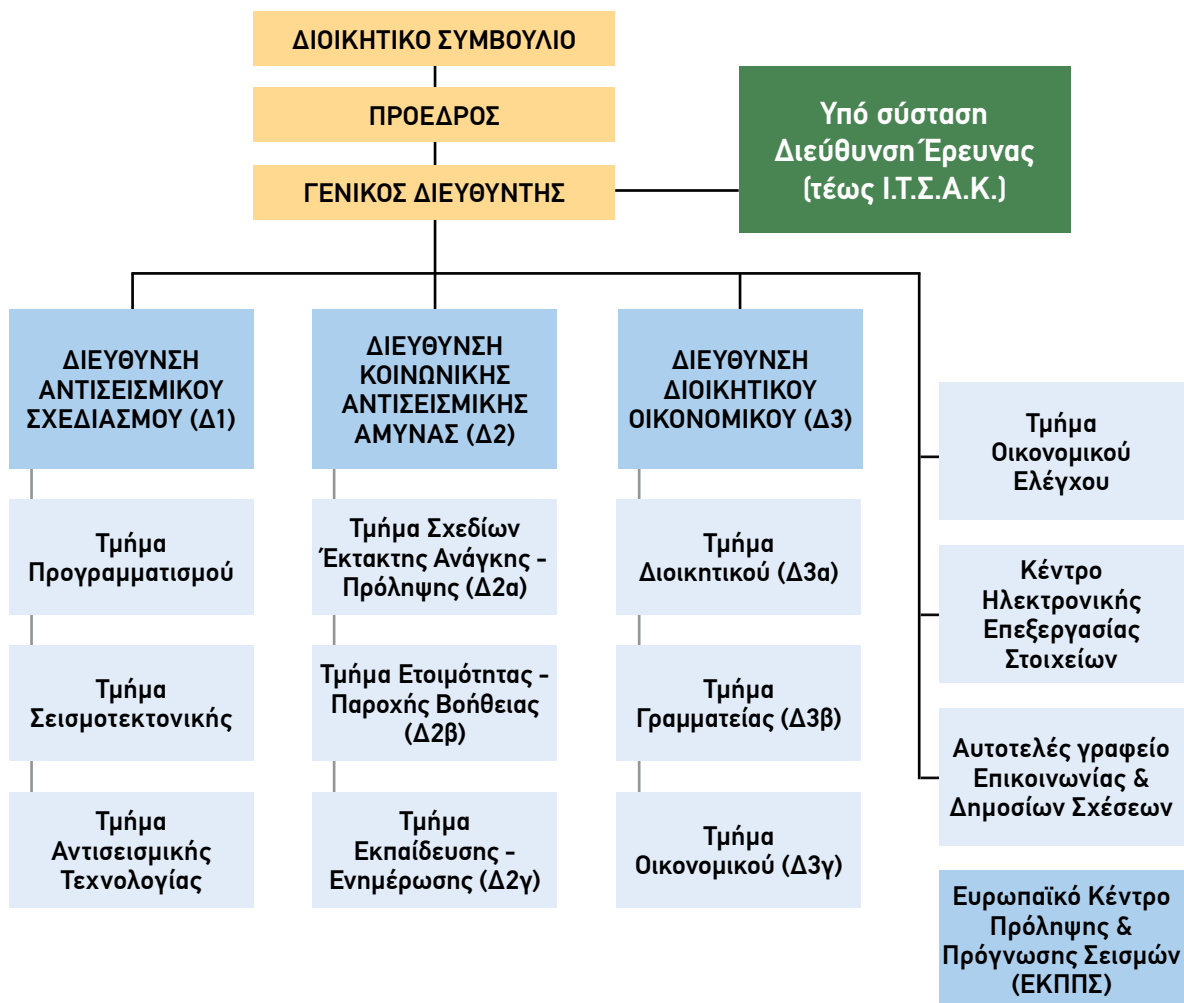 ΔΙΟΙΚΗΤΙΚΟ ΣΥΜΒΟΥΛΙΟ
ΠΡΟΕΔΡΟΣ
ΓΕΝΙΚΟΣ ΔΙΕΥΘΥΝΤΗΣ
Υπό σύσταση
Διεύθυνση Έρευνας
(τέως Ι.Τ.Σ.Α.Κ.)
ΔΙΕΥΘΥΝΣΗ
ΑΝΤΙΣΕΙΣΜΙΚΟΥ
ΣΧΕΔΙΑΣΜΟΥ (Δ1)
Τμήμα
Προγραμματισμού
Τμήμα
Σεισμοτεκτονικής
Τμήμα
Αντισεισμικής
Τεχνολογίας
ΔΙΕΥΘΥΝΣΗ
ΚΟΙΝΩΝΙΚΗΣ
ΑΝΤΙΣΕΙΣΜΙΚΗΣ
ΑΜΥΝΑΣ (Δ2)
Τμήμα Σχεδίων
Έκτακτης Ανάγκης -
Πρόληψης (Δ2α)
Τμήμα Ετοιμότητας -
Παροχής Βοήθειας
(Δ2β)
Τμήμα
Εκπαίδευσης -
Ενημέρωσης (Δ2γ)
ΔΙΕΥΘΥΝΣΗ
ΔΙΟΙΚΗΤΙΚΟΥ
ΟΙΚΟΝΟΜΙΚΟΥ (Δ3)
Τμήμα
Διοικητικού (Δ3α)
Τμήμα
Γραμματείας (Δ3β)
Τμήμα
Οικονομικού (Δ3γ)
Τμήμα
Οικονομικού
Ελέγχου
Κέντρο
Ηλεκτρονικής
Επεξεργασίας
Στοιχείων
Αυτοτελές γραφείο
Επικοινωνίας &
Δημοσίων Σχέσεων
Ευρωπαϊκό Κέντρο
Πρόληψης &
Πρόγνωσης Σεισμών
(ΕΚΠΠΣ)